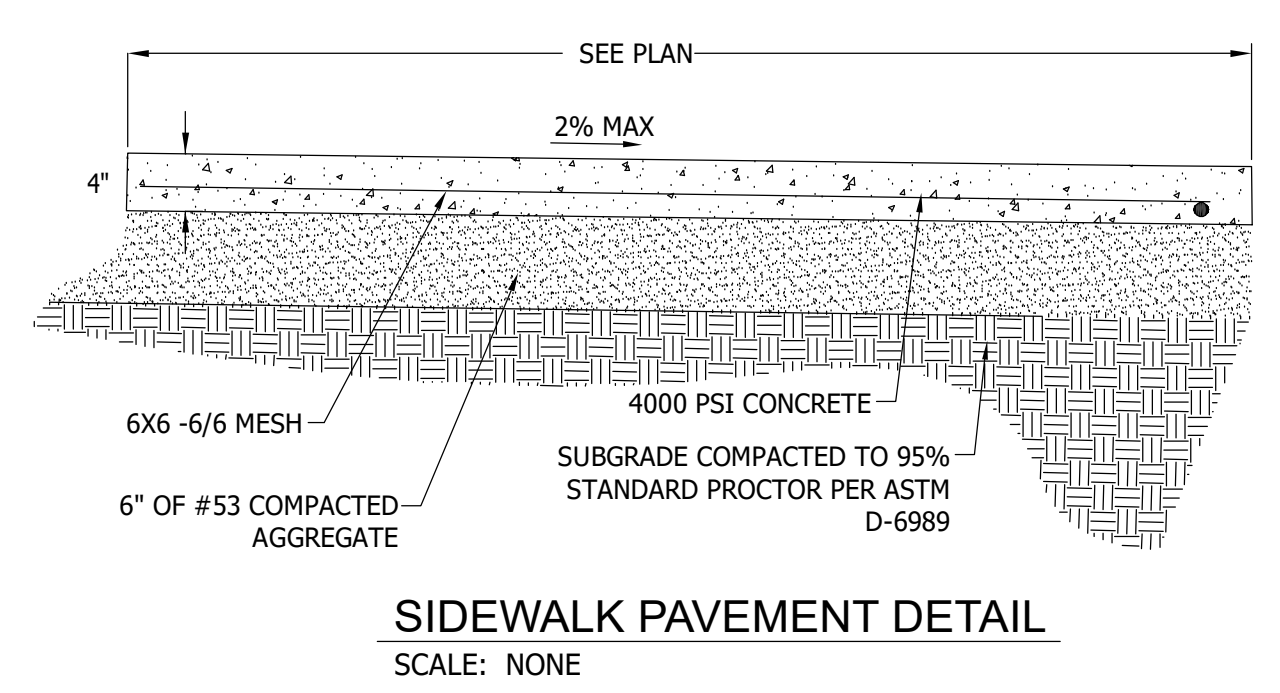 SEE PLAN
2% MAX
4"
6X6 -6/6 MESH
4000 PSI CONCRETE
6" OF #53 COMPACTED
AGGREGATE
SUBGRADE COMPACTED TO 95%
STANDARD PROCTOR PER ASTM
D-6989
SIDEWALK PAVEMENT DETAIL
SCALE: NONE